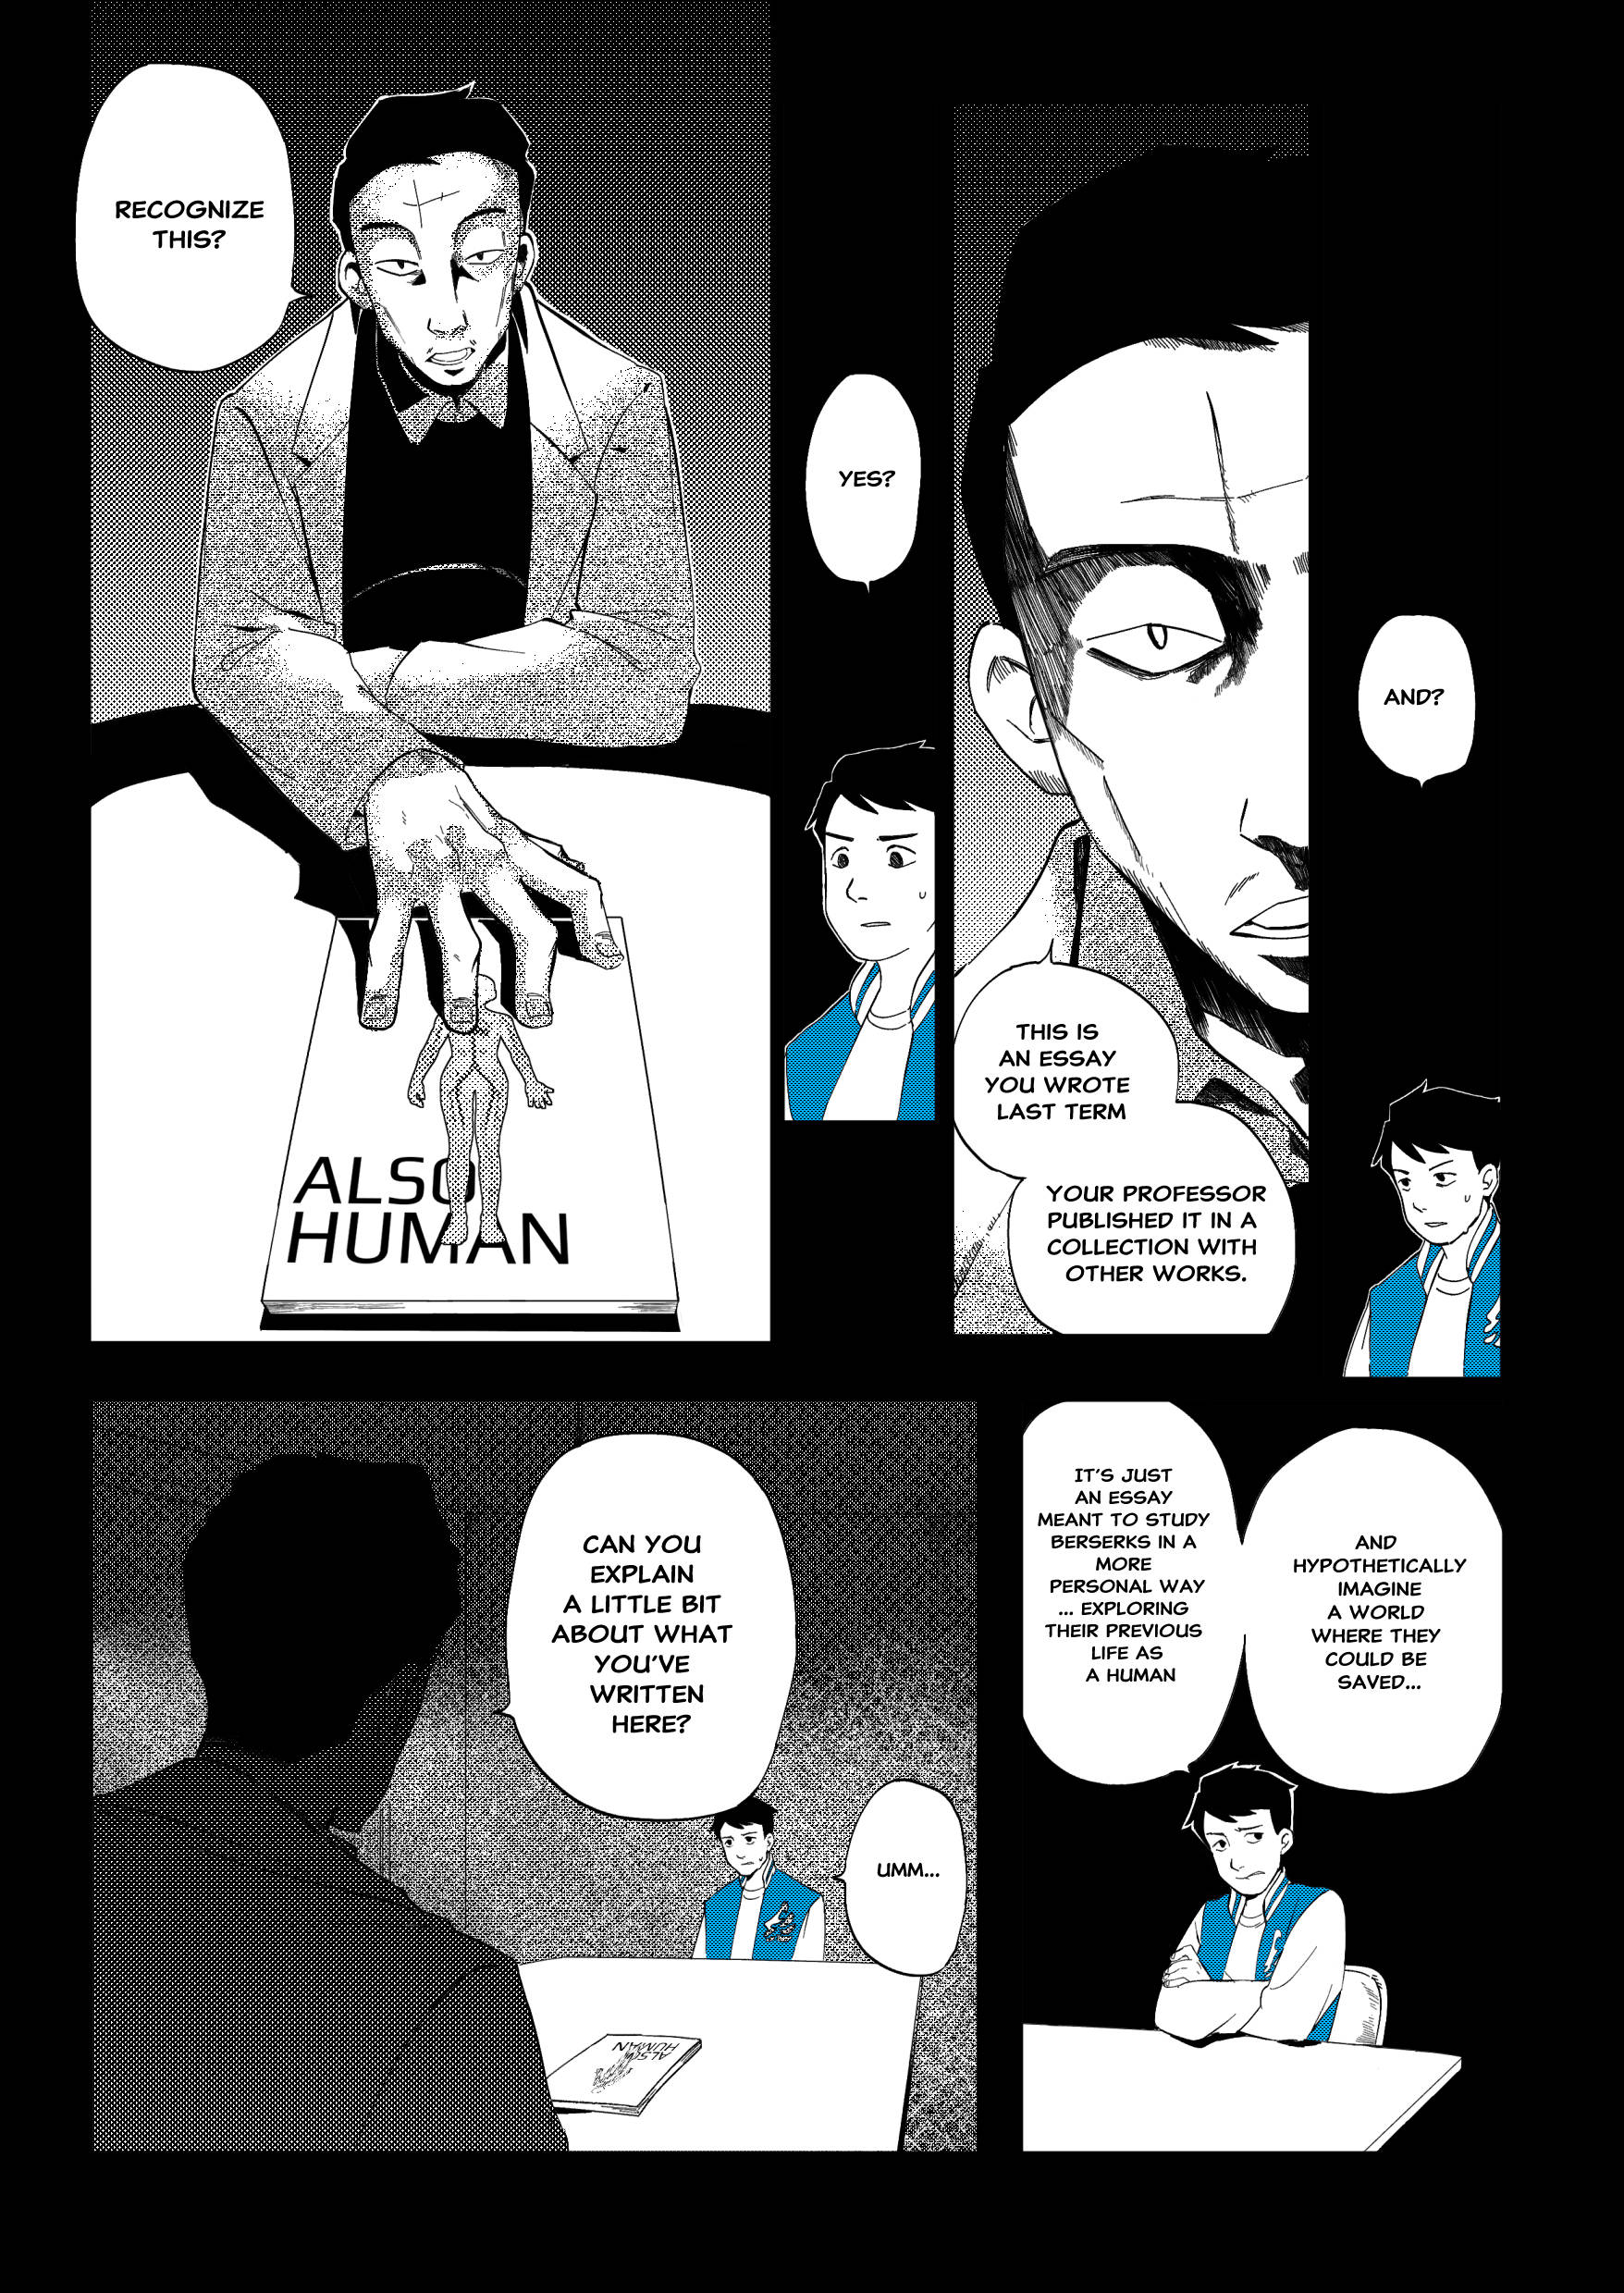 RECOGNIZE
THIS?
ALSO
HUMAN
YES?
THIS IS
AN ESSAY
YOU WROTE
LAST TERM
YOUR PROFESSOR
PUBLISHED IT IN A
COLLECTION WITH
OTHER WORKS.
AND?
CAN YOU
EXPLAIN
A LITTLE BIT
ABOUT WHAT
YOU'VE
WRITTEN
HERE?
UMM...
ALSO
HUMAN
IT'S JUST
AN ESSAY
MEANT TO STUDY
BERSERKS IN A
MORE
PERSONAL WAY
... EXPLORING
THEIR PREVIOUS
LIFE AS
A HUMAN
AND
HYPOTHETICALLY
IMAGINE
A WORLD
WHERE THEY
COULD BE
SAVED...